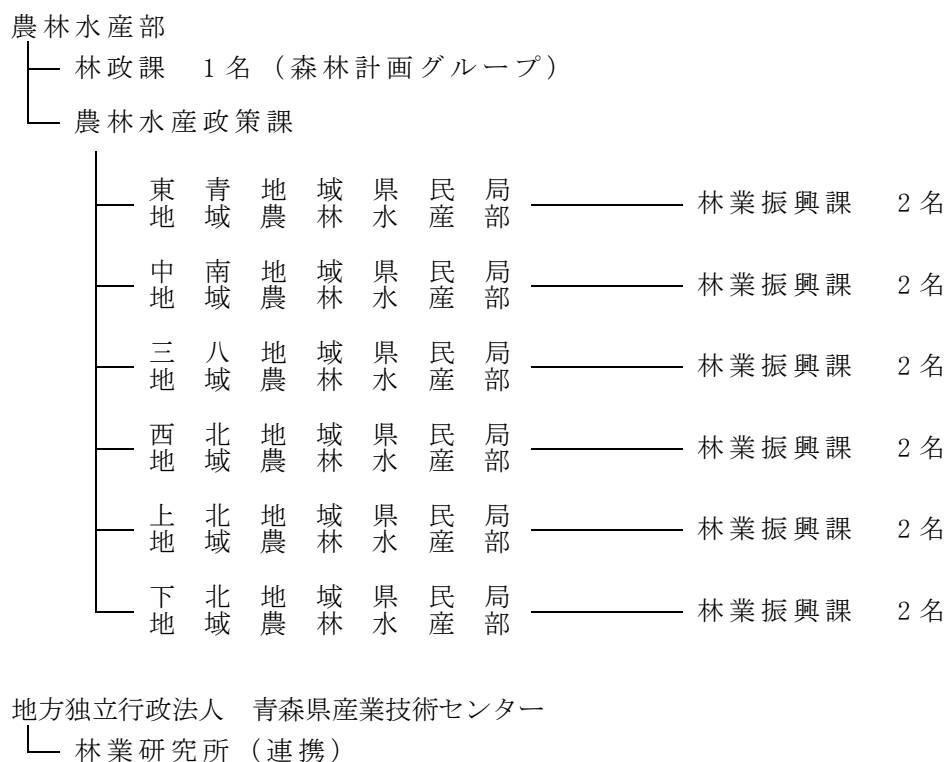 農林水産部
林政課 1名（森林計画グループ）
農林水産政策課
東青地域県民局
地域農林水産部
林業振興課 2名
中南地域県民局
地域農林水産部
林業振興課 2名
三八地域県民局
地域農林水産部
林業振興課 2名
西北地域県民局
地域農林水産部
林業振興課 2名
上北地域県民局
地域農林水産部
林業振興課 2名
下北地域県民局
地域農林水産部
林業振興課 2名
地方独立行政法人 青森県産業技術センター
林業研究所（連携）